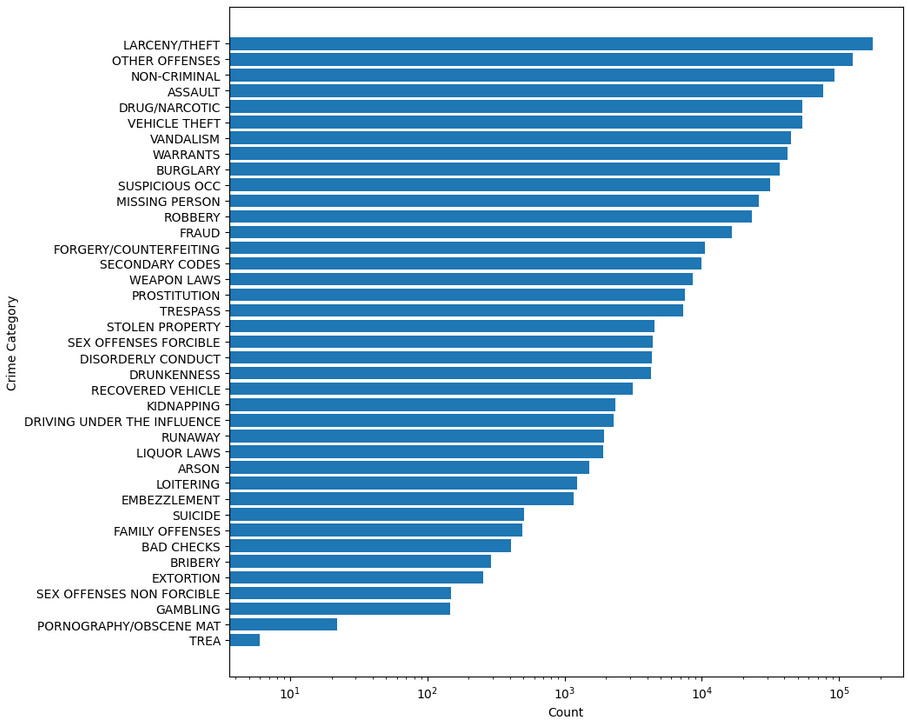 LARCENY/THEFT
OTHER OFFENSES
NON-CRIMINAL
ASSAULT
DRUG/NARCOTIC
VEHICLE THEFT
VANDALISM
WARRANTS
BURGLARY
SUSPICIOUS OCC
MISSING PERSON
ROBBERY
FRAUD
FORGERY/COUNTERFEITING
SECONDARY CODES
WEAPON LAWS
PROSTITUTION
TRESPASS
STOLEN PROPERTY
SEX OFFENSES FORCIBLE
DISORDERLY CONDUCT
DRUNKENNESS
RECOVERED VEHICLE
KIDNAPPING
DRIVING UNDER THE INFLUENCE
RUNAWAY
LIQUOR LAWS
ARSON
LOITERING
EMBEZZLEMENT
SUICIDE
FAMILY OFFENSES
BAD CHECKS
BRIBERY
EXTORTION
SEX OFFENSES NON FORCIBLE
GAMBLING
PORNOGRAPHY/OBSCENE MAT
TREA
Crime Category
10¹ 10² 10³ 10⁴ 10⁵
Count